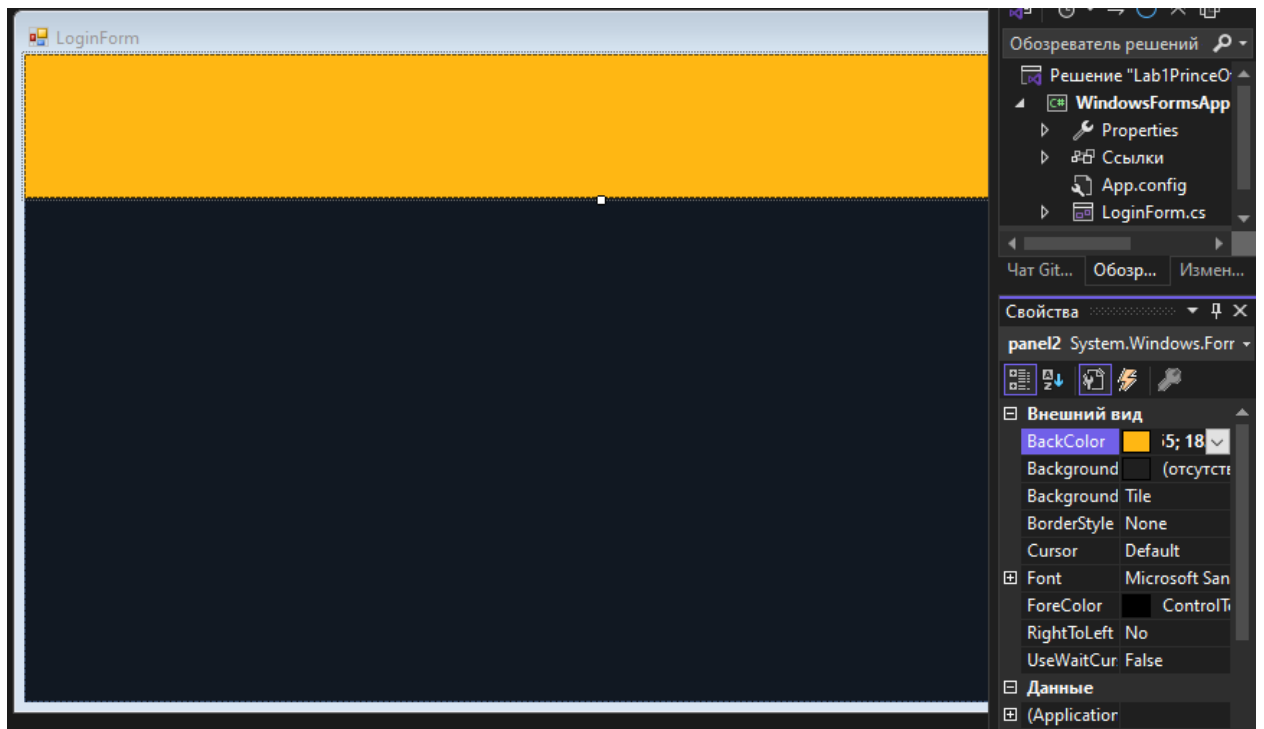 LoginForm
Обозреватель решений
Решение "Lab1PrinceO
WindowsFormsApp
Properties
Ссылки
App.config
LoginForm.cs
Чат Git... Обозр... Измен...
Свойства
panel2 System.Windows.Forr
Внешний вид
BackColor 5; 18
Background (отсутств
Background Tile
BorderStyle None
Cursor Default
Font Microsoft San
ForeColor ControlTe
RightToLeft No
UseWaitCur False
Данные
(Application